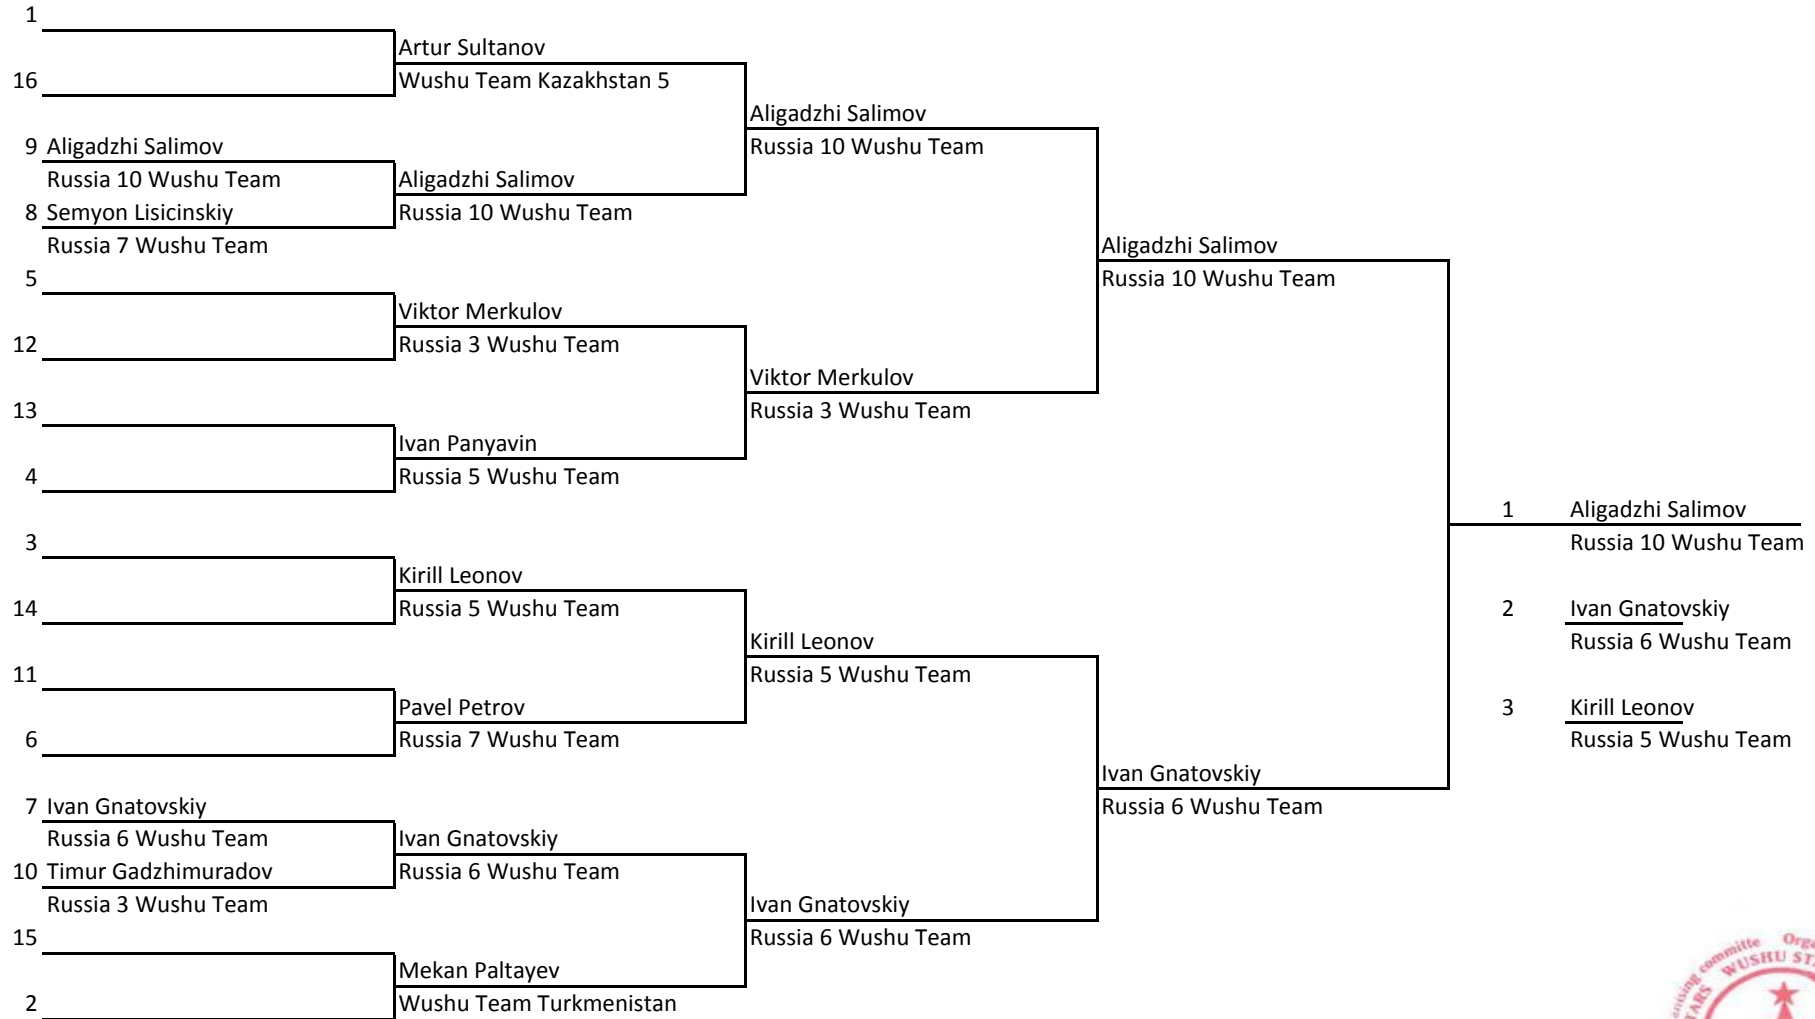 1
Artur Sultanov
16
Wushu Team Kazakhstan 5
Aligadzhi Salimov
9 Aligadzhi Salimov
Russia 10 Wushu Team
Russia 10 Wushu Team
Aligadzhi Salimov
8 Semyon Lisicinskiy
Russia 10 Wushu Team
Russia 7 Wushu Team
Aligadzhi Salimov
5
Russia 10 Wushu Team
Viktor Merkulov
12
Russia 3 Wushu Team
Viktor Merkulov
13
Russia 3 Wushu Team
Ivan Panyavin
4
Russia 5 Wushu Team
1 Aligadzhi Salimov
3
Russia 10 Wushu Team
Kirill Leonov
14
Russia 5 Wushu Team
2 Ivan Gnatovskiy
Kirill Leonov
Russia 6 Wushu Team
11
Russia 5 Wushu Team
Pavel Petrov
3 Kirill Leonov
6
Russia 7 Wushu Team
Russia 5 Wushu Team
Ivan Gnatovskiy
7 Ivan Gnatovskiy
Russia 6 Wushu Team
Russia 6 Wushu Team
Ivan Gnatovskiy
10 Timur Gadzhimuradov
Russia 6 Wushu Team
Russia 3 Wushu Team
Ivan Gnatovskiy
15
Russia 6 Wushu Team
Mekan Paltayev
2
Wushu Team Turkmenistan
committe
WUSHU